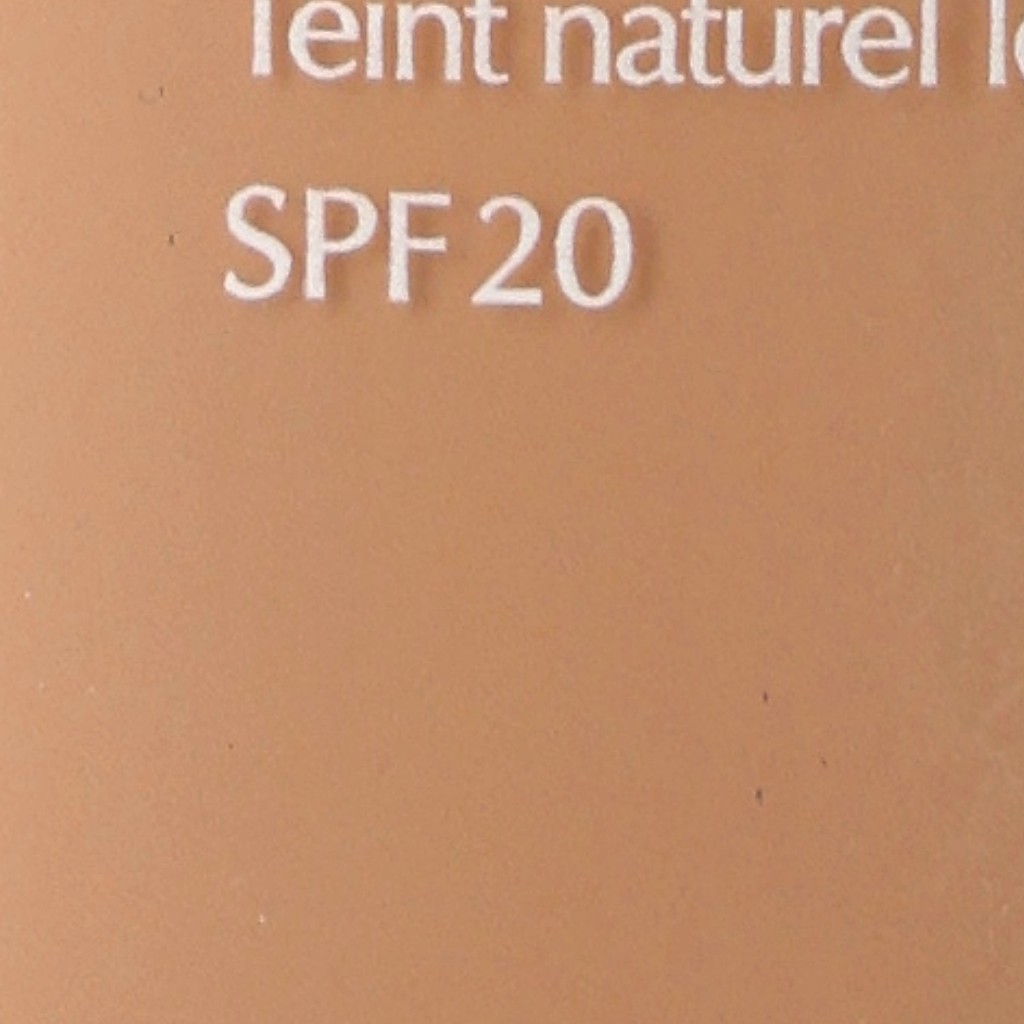 Teint naturel
SPF 20